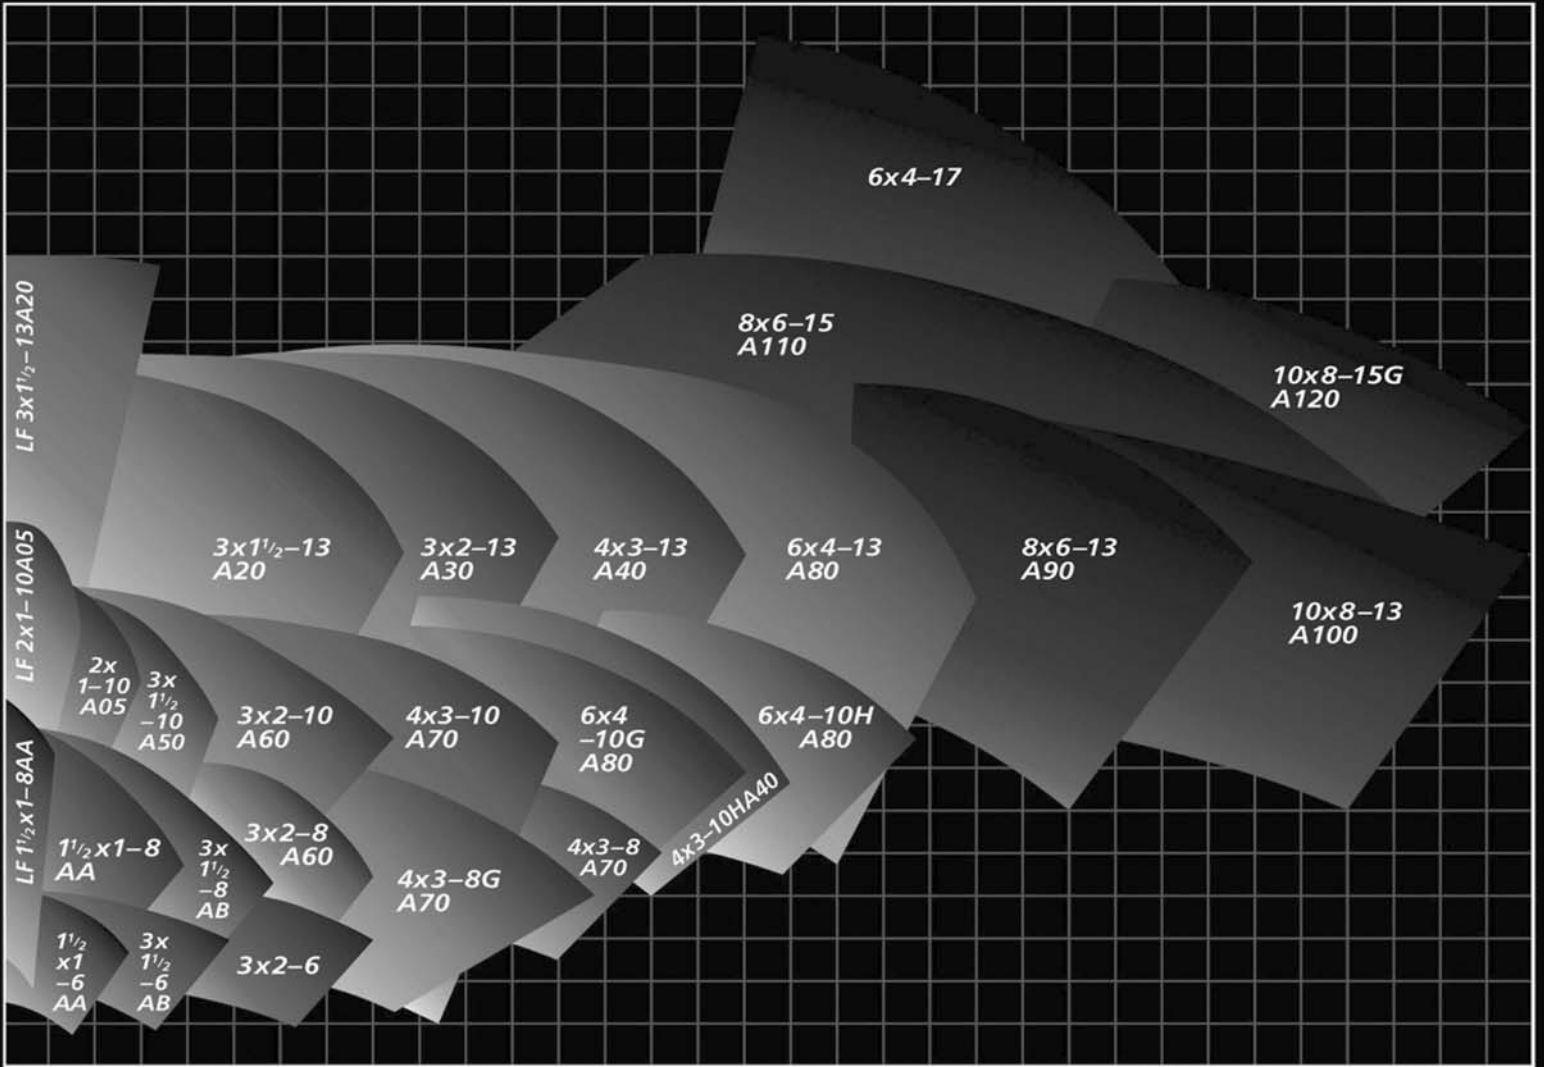 6x4–17
LF 3x1¹/₂–13A20
8x6–15
A110
10x8–15G
A120
3x1¹/₂–13
A20
3x2–13
A30
4x3–13
A40
6x4–13
A80
8x6–13
A90
10x8–13
A100
LF 2x1–10A05
2x
1–10
A05
3x
1¹/₂
–10
A50
3x2–10
A60
4x3–10
A70
6x4
–10G
A80
6x4–10H
A80
4x3–10HA40
LF 1¹/₂x1–8AA
1¹/₂x1–8
AA
3x
1¹/₂
–8
AB
3x2–8
A60
4x3–8G
A70
4x3–8
A70
1¹/₂
x1
–6
AA
3x
1¹/₂
–6
AB
3x2–6